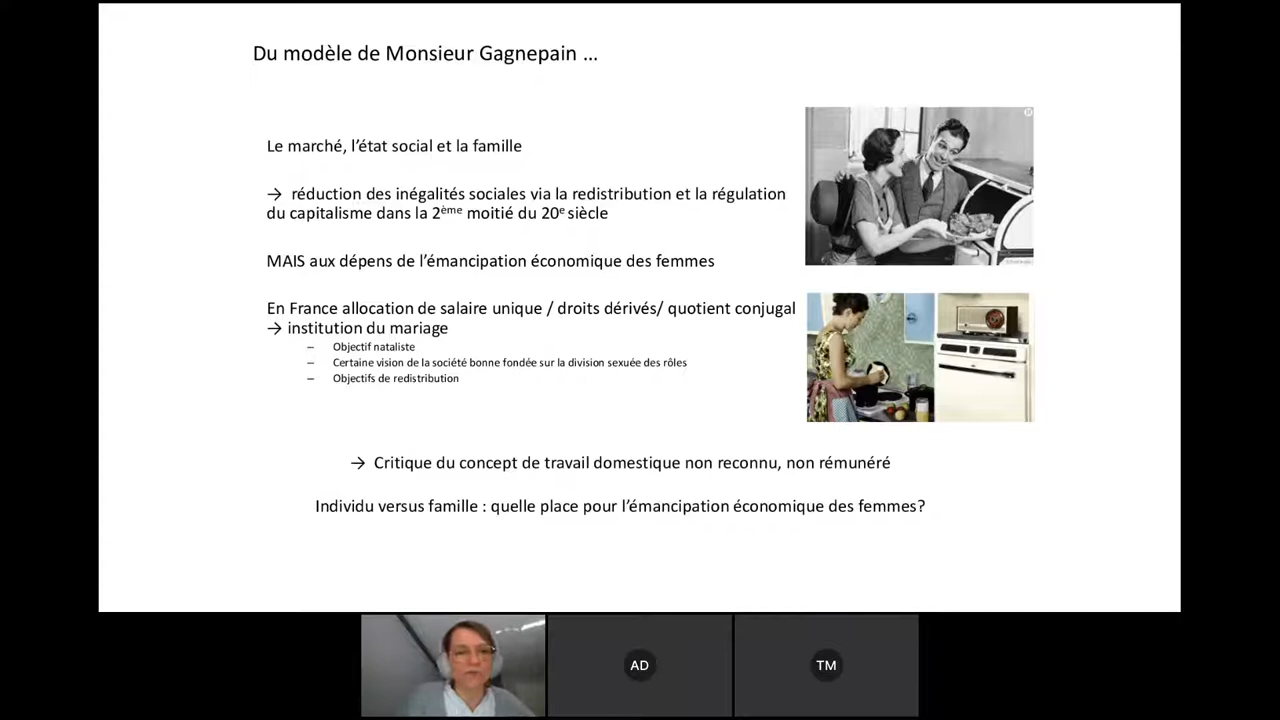 Du modèle de Monsieur Gagnepain ...
Le marché, l’état social et la famille
→ réduction des inégalités sociales via la redistribution et la régulation
du capitalisme dans la 2ème moitié du 20e siècle
MAIS aux dépens de l’émancipation économique des femmes
En France allocation de salaire unique / droits dérivés/ quotient conjugal
→ institution du mariage
– Objectif nataliste
– Certaine vision de la société bonne fondée sur la division sexuée des rôles
– Objectifs de redistribution
→ Critique du concept de travail domestique non reconnu, non rémunéré
Individu versus famille : quelle place pour l’émancipation économique des femmes?
AD
TM